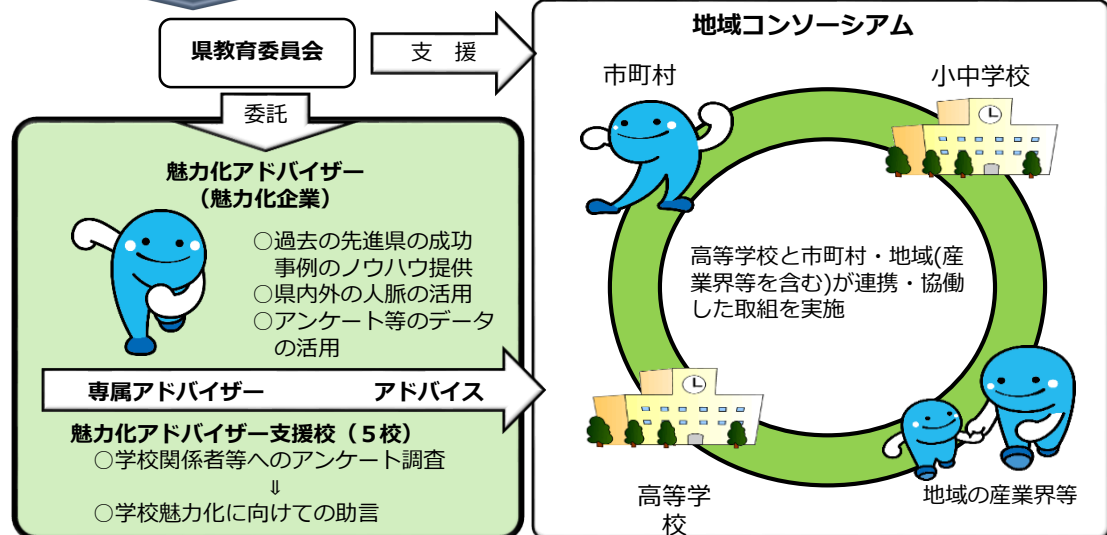 県教育委員会
支　援
委託
魅力化アドバイザー
（魅力化企業）
○過去の先進県の成功
事例のノウハウ提供
○県内外の人脈の活用
○アンケート等のデータ
の活用
専属アドバイザー　アドバイス
魅力化アドバイザー支援校（５校）
○学校関係者等へのアンケート調査
⇓
○学校魅力化に向けての助言
地域コンソーシアム
市町村
小中学校
高等学校と市町村・地域(産
業界等を含む)が連携・協働
した取組を実施
高等学
校
地域の産業界等